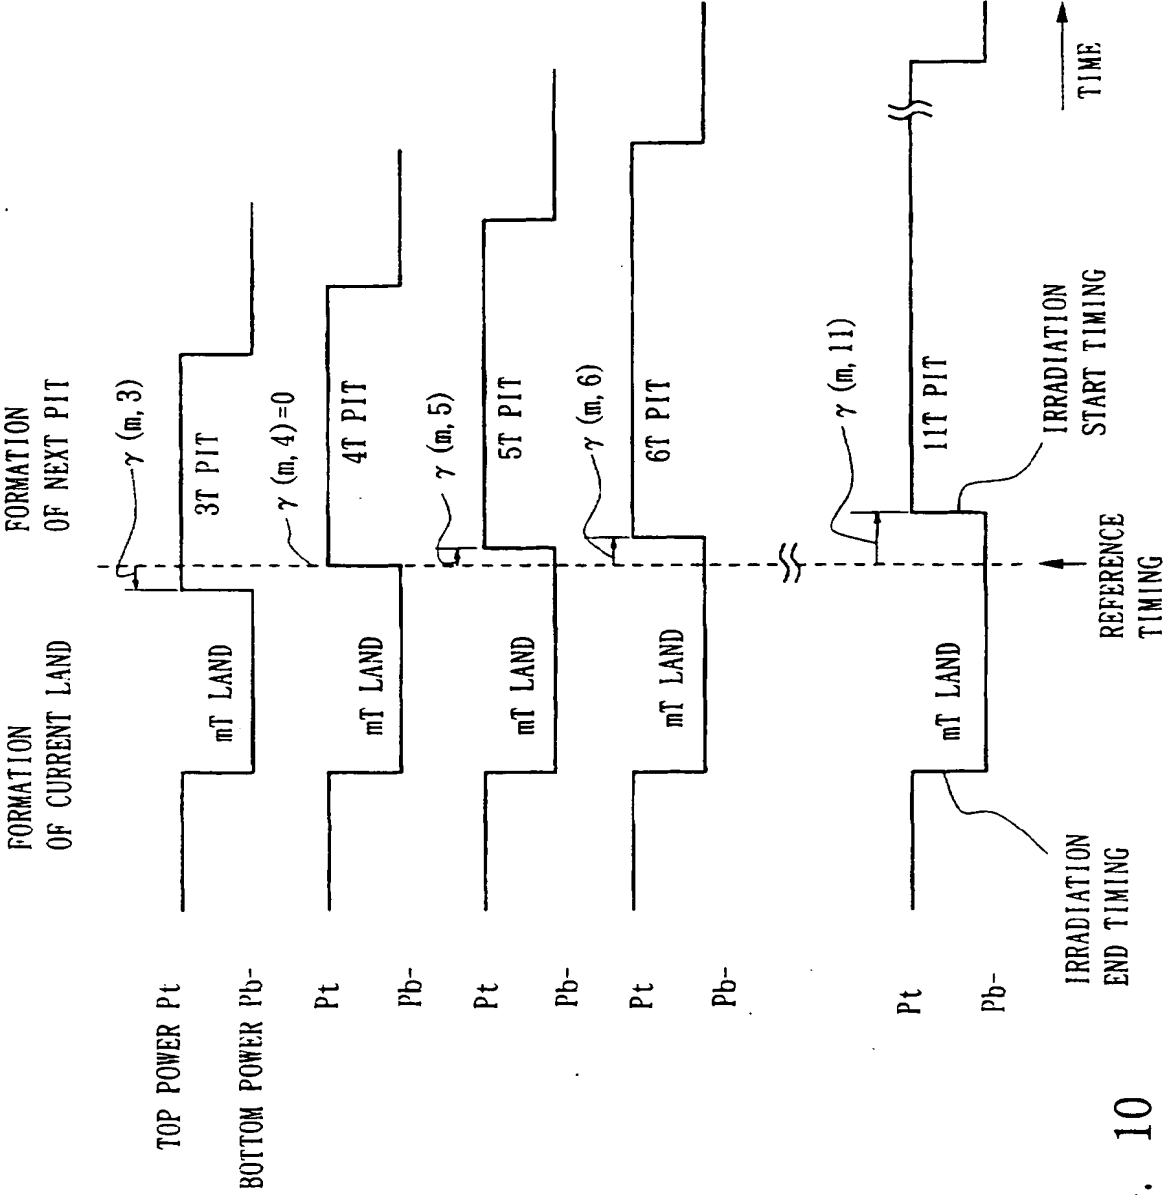 FORMATION
OF CURRENT LAND
FORMATION
OF NEXT PIT
TOP POWER Pt
BOTTOM POWER Pb-
mT LAND
3T PIT
γ (m, 3)
Pt
Pb-
mT LAND
4T PIT
γ (m, 4)=0
Pt
Pb-
mT LAND
5T PIT
γ (m, 5)
Pt
Pb-
mT LAND
6T PIT
γ (m, 6)
Pt
Pb-
mT LAND
11T PIT
γ (m, 11)
IRRADIATION
END TIMING
REFERENCE
TIMING
IRRADIATION
START TIMING
TIME
10